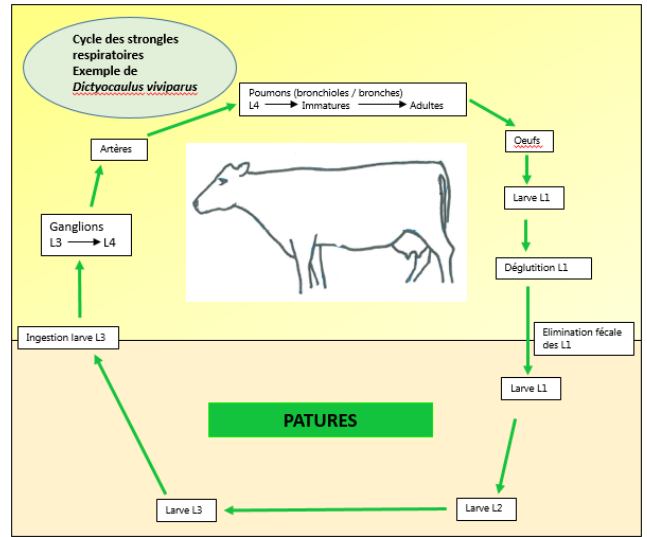 Cycle des strongles
respiratoires
Exemple de
Dictyocaulus viviparus
Poumons (bronchioles / bronches)
L4 Immatures Adultes
Oeufs
Larve L1
Déglutition L1
Elimination fécale
des L1
Larve L1
Larve L2
Larve L3
Ingestion larve L3
Ganglions
L3 L4
Artères
PATURES